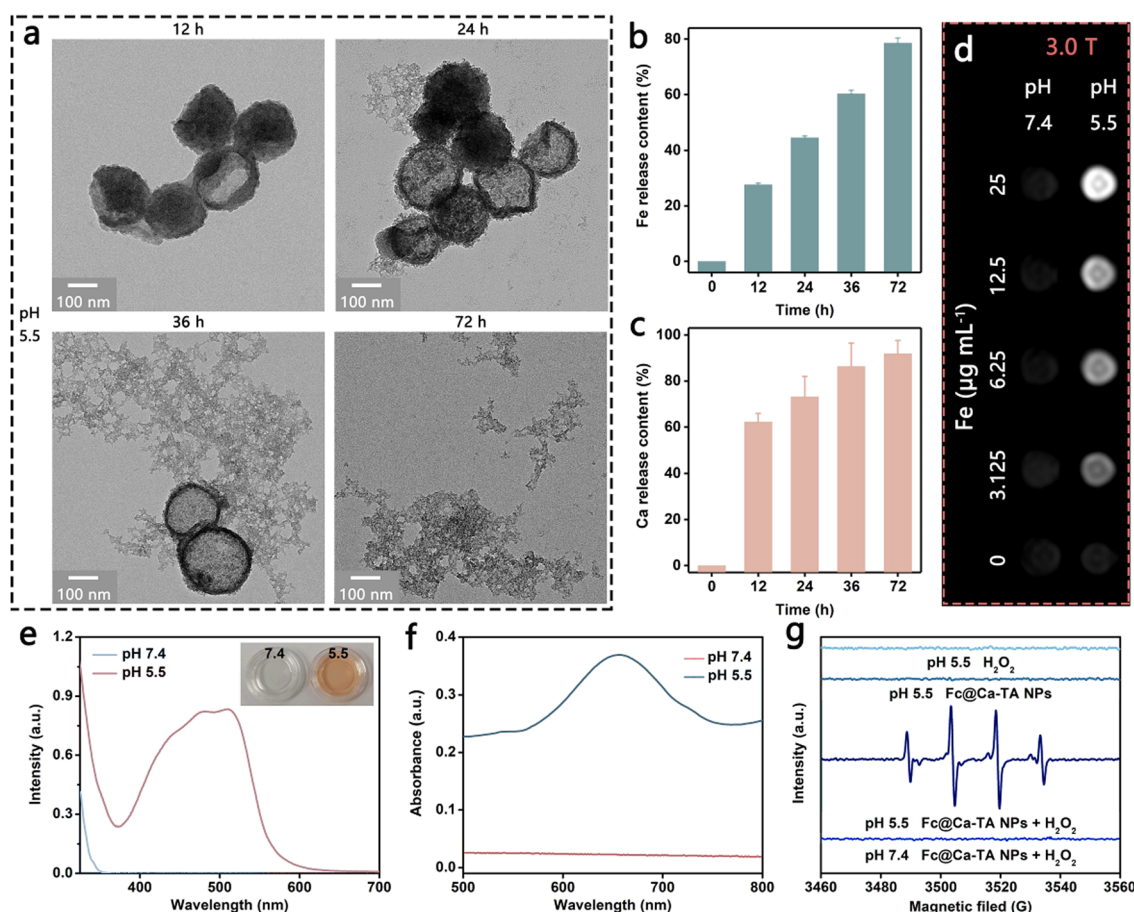 a
12 h
24 h
100 nm
100 nm
pH
5.5
36 h
72 h
100 nm
100 nm
b
Fe release content (%)
80
60
40
20
0
0 12 24 36 72
Time (h)
c
Ca release content (%)
100
80
60
40
20
0
0 12 24 36 72
Time (h)
d
3.0 T
pH pH
7.4 5.5
Fe (µg mL⁻¹)
25
12.5
6.25
3.125
0
e
Intensity (a.u.)
1.2
0.9
0.6
0.3
0.0
pH 7.4
pH 5.5
7.4 5.5
400 500 600 700
Wavelength (nm)
f
Absorbance (a.u.)
0.4
0.3
0.2
0.1
0.0
pH 7.4
pH 5.5
500 600 700 800
Wavelength (nm)
g
Intensity (a.u.)
pH 5.5 H₂O₂
pH 5.5 Fc@Ca-TA NPs
pH 5.5 Fc@Ca-TA NPs + H₂O₂
pH 7.4 Fc@Ca-TA NPs + H₂O₂
3460 3480 3500 3520 3540 3560
Magnetic filed (G)